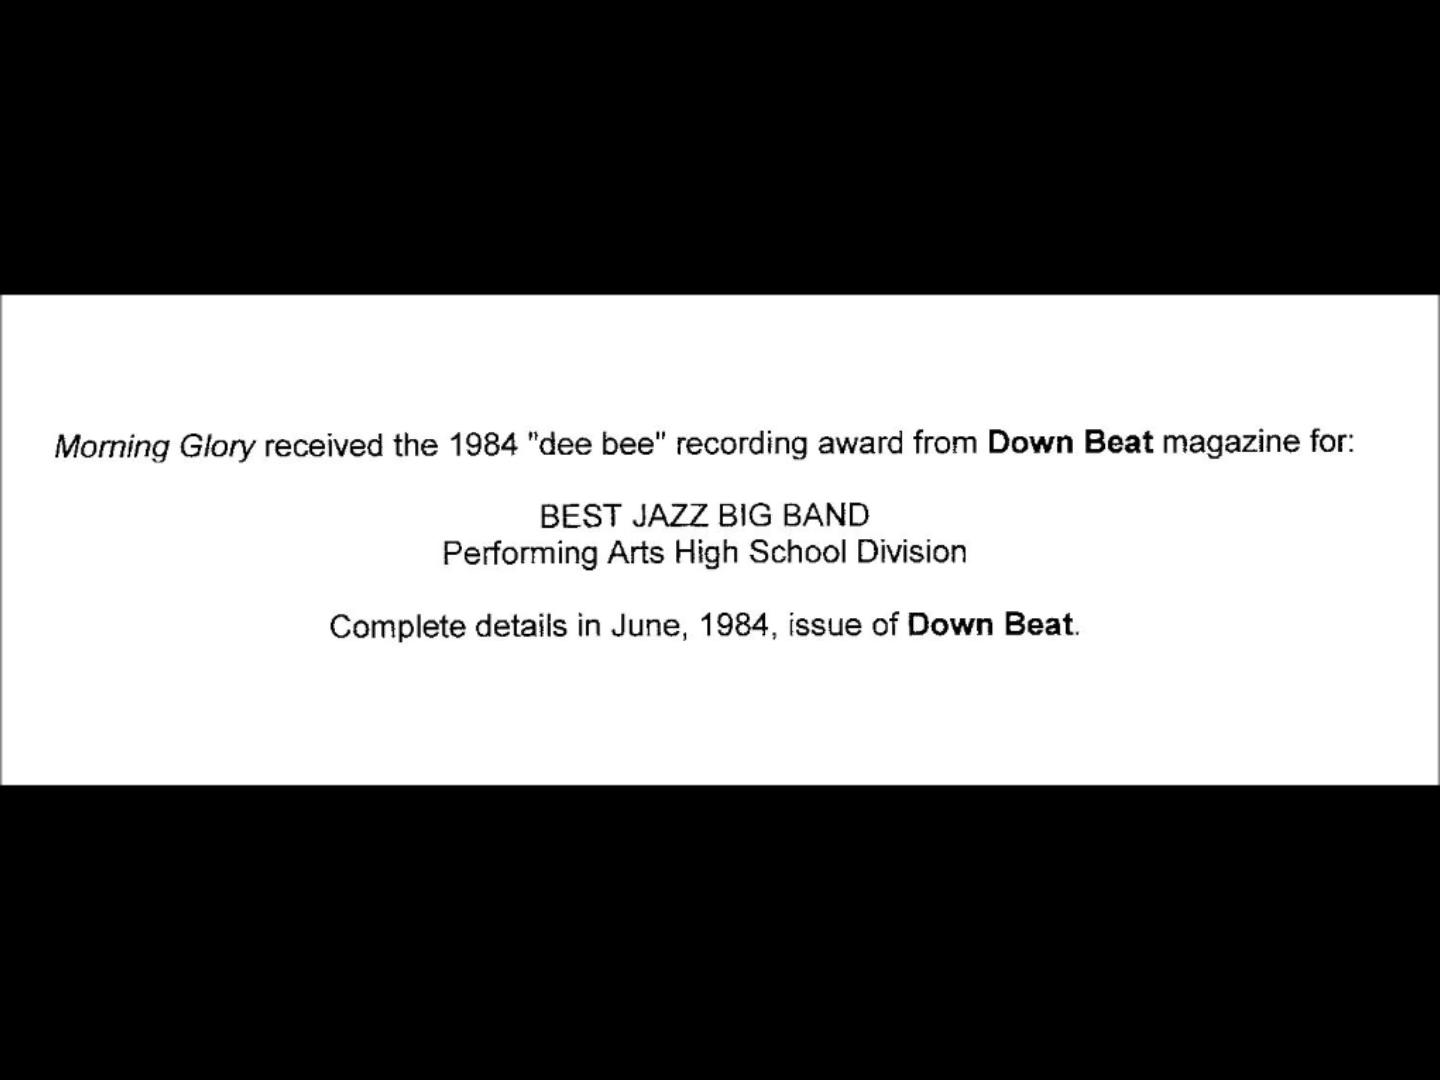 Morning Glory received the 1984 "dee bee" recording award from Down Beat magazine for:
BEST JAZZ BIG BAND
Performing Arts High School Division
Complete details in June, 1984, issue of Down Beat.